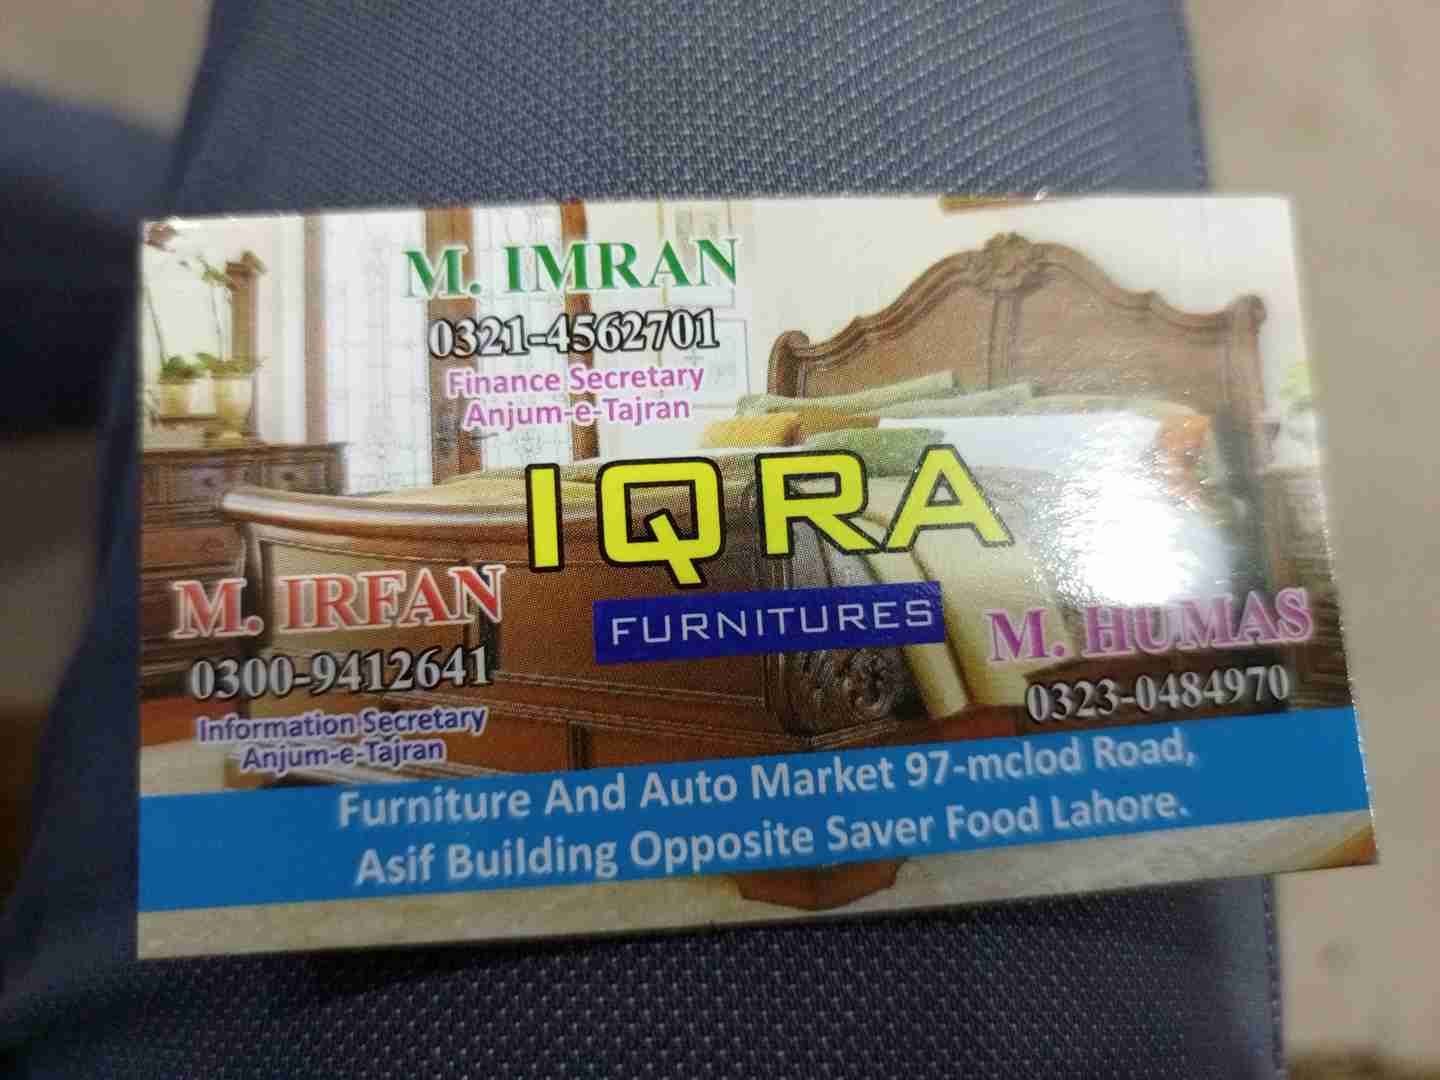 M. IMRAN
0321-4562701
Finance Secretary
Anjum-e-Tajran
IQRA
FURNITURES
M. IRFAN
0300-9412641
Information Secretary
Anjum-e-Tajran
M. HUMAS
0323-0484970
Furniture And Auto Market 97-mclod Road,
Asif Building Opposite Saver Food Lahore.